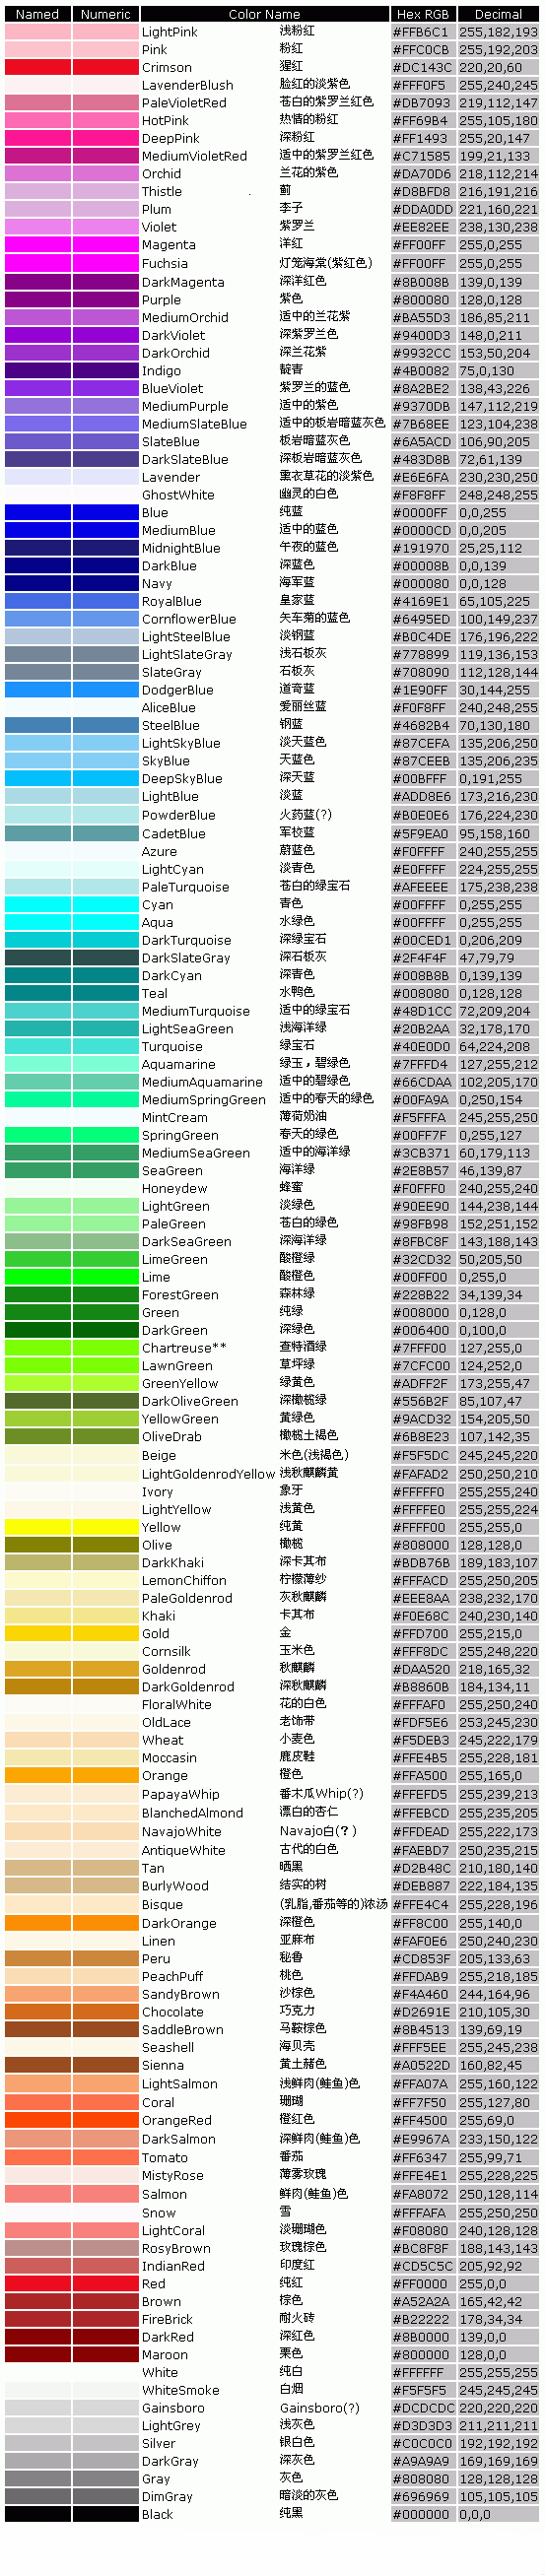 Named Numeric Color Name Hex RGB Decimal
LightPink 浅粉红 #FFB6C1 255,182,193
Pink 粉红 #FFC0CB 255,192,203
Crimson 猩红 #DC143C 220,20,60
LavenderBlush 脸红的淡紫色 #FFF0F5 255,240,245
PaleVioletRed 苍白的紫罗兰红色 #DB7093 219,112,147
HotPink 热情的粉红 #FF69B4 255,105,180
DeepPink 深粉红 #FF1493 255,20,147
MediumVioletRed 适中的紫罗兰红色 #C71585 199,21,133
Orchid 兰花的紫色 #DA70D6 218,112,214
Thistle 蓟 #D8BFD8 216,191,216
Plum 李子 #DDA0DD 221,160,221
Violet 紫罗兰 #EE82EE 238,130,238
Magenta 洋红 #FF00FF 255,0,255
Fuchsia 灯笼海棠(紫红色) #FF00FF 255,0,255
DarkMagenta 深洋红色 #8B008B 139,0,139
Purple 紫色 #800080 128,0,128
MediumOrchid 适中的兰花紫 #BA55D3 186,85,211
DarkViolet 深紫罗兰色 #9400D3 148,0,211
DarkOrchid 深兰花紫 #9932CC 153,50,204
Indigo 靛青 #4B0082 75,0,130
BlueViolet 紫罗兰的蓝色 #8A2BE2 138,43,226
MediumPurple 适中的紫色 #9370DB 147,112,219
MediumSlateBlue 适中的板岩暗蓝灰色 #7B68EE 123,104,238
SlateBlue 板岩暗蓝灰色 #6A5ACD 106,90,205
DarkSlateBlue 深板岩暗蓝灰色 #483D8B 72,61,139
Lavender 熏衣草花的淡紫色 #E6E6FA 230,230,250
GhostWhite 幽灵的白色 #F8F8FF 248,248,255
Blue 纯蓝 #0000FF 0,0,255
MediumBlue 适中的蓝色 #0000CD 0,0,205
MidnightBlue 午夜的蓝色 #191970 25,25,112
DarkBlue 深蓝色 #00008B 0,0,139
Navy 海军蓝 #000080 0,0,128
RoyalBlue 皇家蓝 #4169E1 65,105,225
CornflowerBlue 矢车菊的蓝色 #6495ED 100,149,237
LightSteelBlue 淡钢蓝 #B0C4DE 176,196,222
LightSlateGray 浅石板灰 #778899 119,136,153
SlateGray 石板灰 #708090 112,128,144
DodgerBlue 道奇蓝 #1E90FF 30,144,255
AliceBlue 爱丽丝蓝 #F0F8FF 240,248,255
SteelBlue 钢蓝 #4682B4 70,130,180
LightSkyBlue 淡天蓝色 #87CEFA 135,206,250
SkyBlue 天蓝色 #87CEEB 135,206,235
DeepSkyBlue 深天蓝 #00BFFF 0,191,255
LightBlue 淡蓝 #ADD8E6 173,216,230
PowderBlue 火药蓝(?) #B0E0E6 176,224,230
CadetBlue 军校蓝 #5F9EA0 95,158,160
Azure 蔚蓝色 #F0FFFF 240,255,255
LightCyan 淡青色 #E0FFFF 224,255,255
PaleTurquoise 苍白的绿宝石 #AFEEEE 175,238,238
Cyan 青色 #00FFFF 0,255,255
Aqua 水绿色 #00FFFF 0,255,255
DarkTurquoise 深绿宝石 #00CED1 0,206,209
DarkSlateGray 深石板灰 #2F4F4F 47,79,79
DarkCyan 深青色 #008B8B 0,139,139
Teal 水鸭色 #008080 0,128,128
MediumTurquoise 适中的绿宝石 #48D1CC 72,209,204
LightSeaGreen 浅海洋绿 #20B2AA 32,178,170
Turquoise 绿宝石 #40E0D0 64,224,208
Aquamarine 绿玉，碧绿色 #7FFFD4 127,255,212
MediumAquamarine 适中的碧绿色 #66CDAA 102,205,170
MediumSpringGreen 适中的春天的绿色 #00FA9A 0,250,154
MintCream 薄荷奶油 #F5FFFA 245,255,250
SpringGreen 春天的绿色 #00FF7F 0,255,127
MediumSeaGreen 适中的海洋绿 #3CB371 60,179,113
SeaGreen 海洋绿 #2E8B57 46,139,87
Honeydew 蜂蜜 #F0FFF0 240,255,240
LightGreen 淡绿色 #90EE90 144,238,144
PaleGreen 苍白的绿色 #98FB98 152,251,152
DarkSeaGreen 深海洋绿 #8FBC8F 143,188,143
LimeGreen 酸橙绿 #32CD32 50,205,50
Lime 酸橙色 #00FF00 0,255,0
ForestGreen 森林绿 #228B22 34,139,34
Green 纯绿 #008000 0,128,0
DarkGreen 深绿色 #006400 0,100,0
Chartreuse** 查特酒绿 #7FFF00 127,255,0
LawnGreen 草坪绿 #7CFC00 124,252,0
GreenYellow 绿黄色 #ADFF2F 173,255,47
DarkOliveGreen 深橄榄绿 #556B2F 85,107,47
YellowGreen 黄绿色 #9ACD32 154,205,50
OliveDrab 橄榄土褐色 #6B8E23 107,142,35
Beige 米色(浅褐色) #F5F5DC 245,245,220
LightGoldenrodYellow 浅秋麒麟黄 #FAFAD2 250,250,210
Ivory 象牙 #FFFFF0 255,255,240
LightYellow 浅黄色 #FFFFE0 255,255,224
Yellow 纯黄 #FFFF00 255,255,0
Olive 橄榄 #808000 128,128,0
DarkKhaki 深卡其布 #BDB76B 189,183,107
LemonChiffon 柠檬薄纱 #FFFACD 255,250,205
PaleGoldenrod 灰秋麒麟 #EEE8AA 238,232,170
Khaki 卡其布 #F0E68C 240,230,140
Gold 金 #FFD700 255,215,0
Cornsilk 玉米色 #FFF8DC 255,248,220
Goldenrod 秋麒麟 #DAA520 218,165,32
DarkGoldenrod 深秋麒麟 #B8860B 184,134,11
FloralWhite 花的白色 #FFFAF0 255,250,240
OldLace 老饰带 #FDF5E6 253,245,230
Wheat 小麦色 #F5DEB3 245,222,179
Moccasin 鹿皮鞋 #FFE4B5 255,228,181
Orange 橙色 #FFA500 255,165,0
PapayaWhip 番木瓜Whip(?) #FFEFD5 255,239,213
BlanchedAlmond 漂白的杏仁 #FFEBCD 255,235,205
NavajoWhite Navajo白(？) #FFDEAD 255,222,173
AntiqueWhite 古代的白色 #FAEBD7 250,235,215
Tan 晒黑 #D2B48C 210,180,140
BurlyWood 结实的树 #DEB887 222,184,135
Bisque (乳脂,番茄等的)浓汤 #FFE4C4 255,228,196
DarkOrange 深橙色 #FF8C00 255,140,0
Linen 亚麻布 #FAF0E6 250,240,230
Peru 秘鲁 #CD853F 205,133,63
PeachPuff 桃色 #FFDAB9 255,218,185
SandyBrown 沙棕色 #F4A460 244,164,96
Chocolate 巧克力 #D2691E 210,105,30
SaddleBrown 马鞍棕色 #8B4513 139,69,19
Seashell 海贝壳 #FFF5EE 255,245,238
Sienna 黄土赭色 #A0522D 160,82,45
LightSalmon 浅鲜肉(鲑鱼)色 #FFA07A 255,160,122
Coral 珊瑚 #FF7F50 255,127,80
OrangeRed 橙红色 #FF4500 255,69,0
DarkSalmon 深鲜肉(鲑鱼)色 #E9967A 233,150,122
Tomato 番茄 #FF6347 255,99,71
MistyRose 薄雾玫瑰 #FFE4E1 255,228,225
Salmon 鲜肉(鲑鱼)色 #FA8072 250,128,114
Snow 雪 #FFFAFA 255,250,250
LightCoral 淡珊瑚色 #F08080 240,128,128
RosyBrown 玫瑰棕色 #BC8F8F 188,143,143
IndianRed 印度红 #CD5C5C 205,92,92
Red 纯红 #FF0000 255,0,0
Brown 棕色 #A52A2A 165,42,42
FireBrick 耐火砖 #B22222 178,34,34
DarkRed 深红色 #8B0000 139,0,0
Maroon 栗色 #800000 128,0,0
White 纯白 #FFFFFF 255,255,255
WhiteSmoke 白烟 #F5F5F5 245,245,245
Gainsboro Gainsboro(?) #DCDCDC 220,220,220
LightGrey 浅灰色 #D3D3D3 211,211,211
Silver 银白色 #C0C0C0 192,192,192
DarkGray 深灰色 #A9A9A9 169,169,169
Gray 灰色 #808080 128,128,128
DimGray 暗淡的灰色 #696969 105,105,105
Black 纯黑 #000000 0,0,0